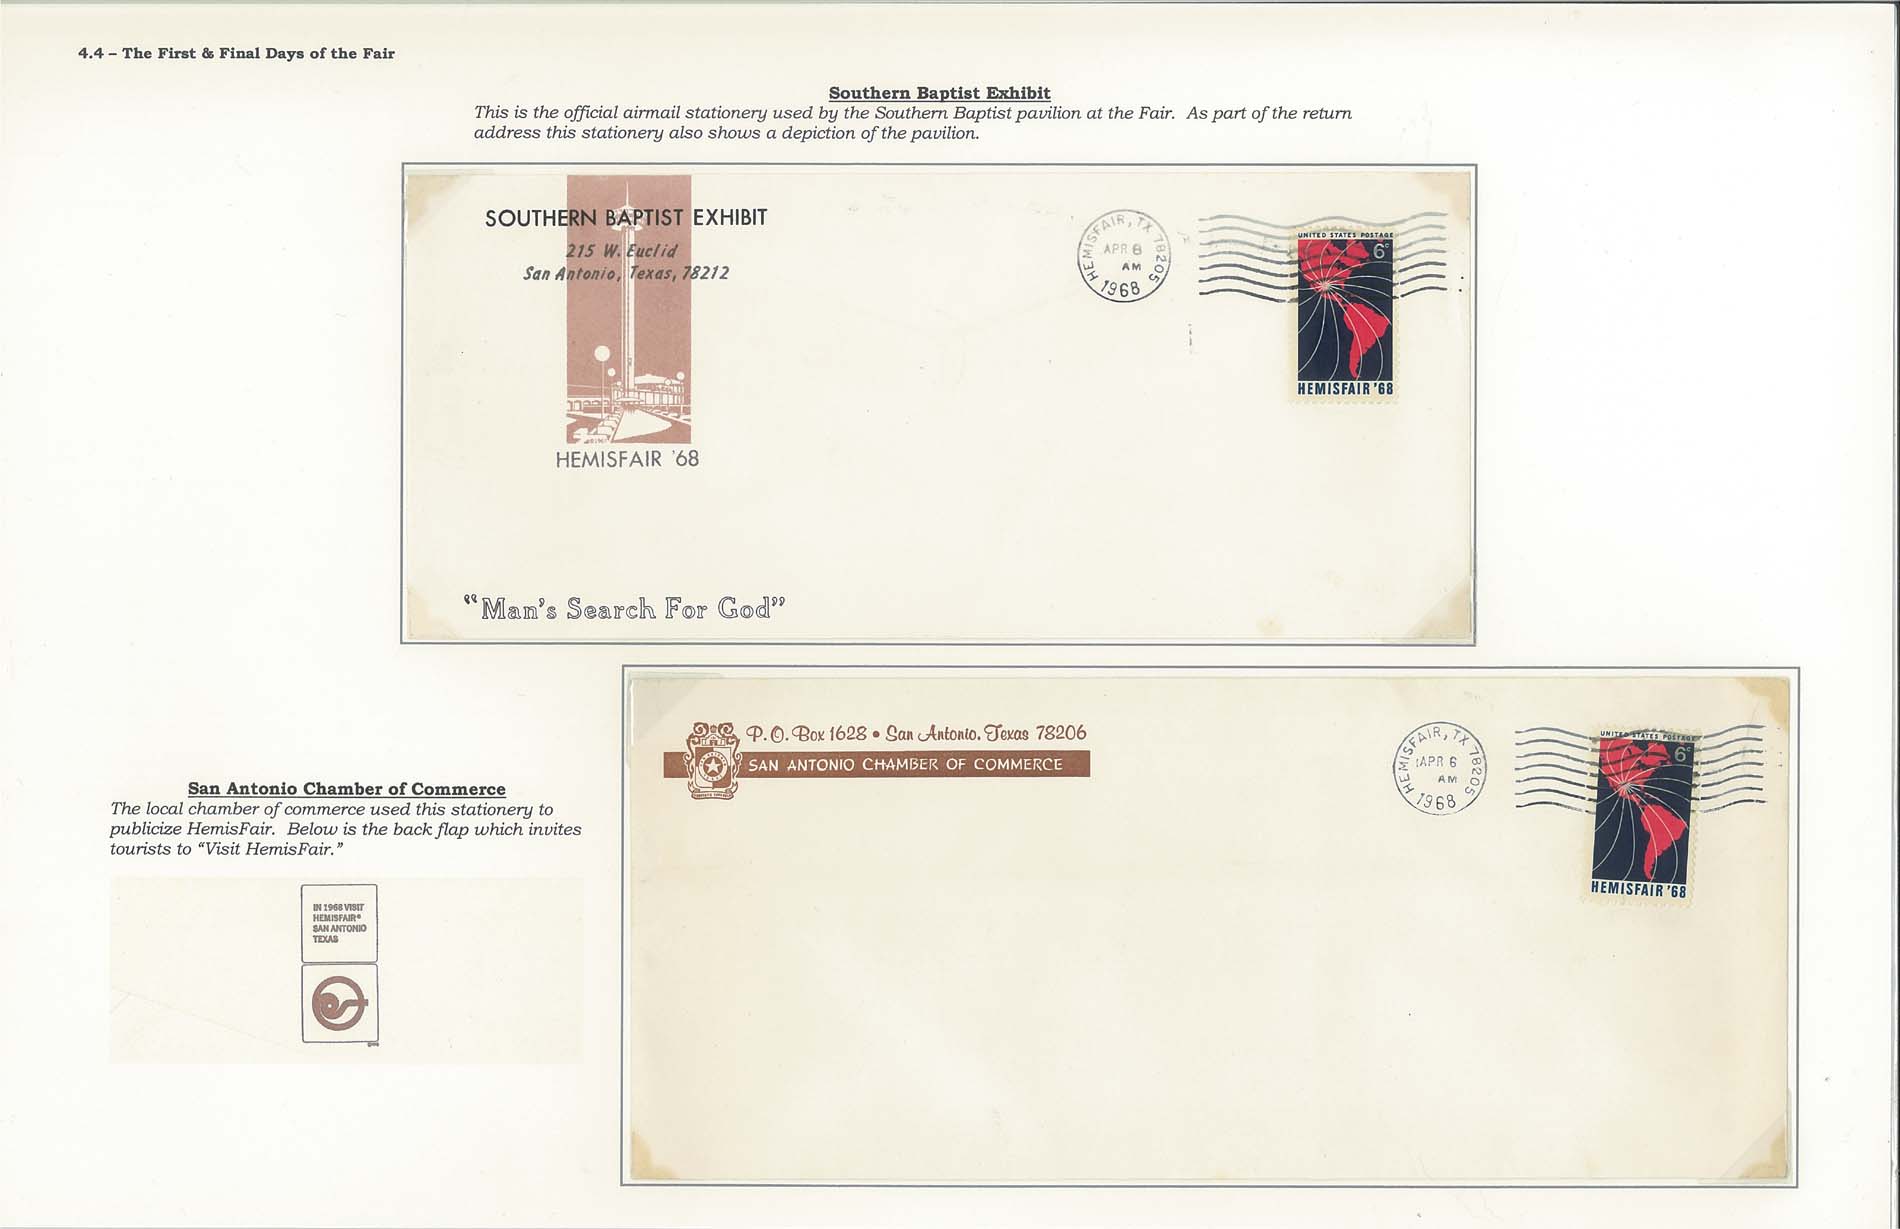 4.4 – The First & Final Days of the Fair
Southern Baptist Exhibit
This is the official airmail stationery used by the Southern Baptist pavilion at the Fair. As part of the return
address this stationery also shows a depiction of the pavilion.
SOUTHERN BAPTIST EXHIBIT
215 W. Euclid
San Antonio, Texas, 78212
HEMISFAIR '68
"Man's Search For God"
HEMISFAIR, TX 78205
APR 8
AM
1968
UNITED STATES POSTAGE
6c
HEMISFAIR '68
P. O. Box 1628 • San Antonio, Texas 78206
SAN ANTONIO CHAMBER OF COMMERCE
HEMISFAIR, TX 78205
APR 6
AM
1968
UNITED STATES POSTAGE
6c
HEMISFAIR '68
San Antonio Chamber of Commerce
The local chamber of commerce used this stationery to
publicize HemisFair. Below is the back flap which invites
tourists to “Visit HemisFair.”
IN 1968 VISIT
HEMISFAIR®
SAN ANTONIO
TEXAS